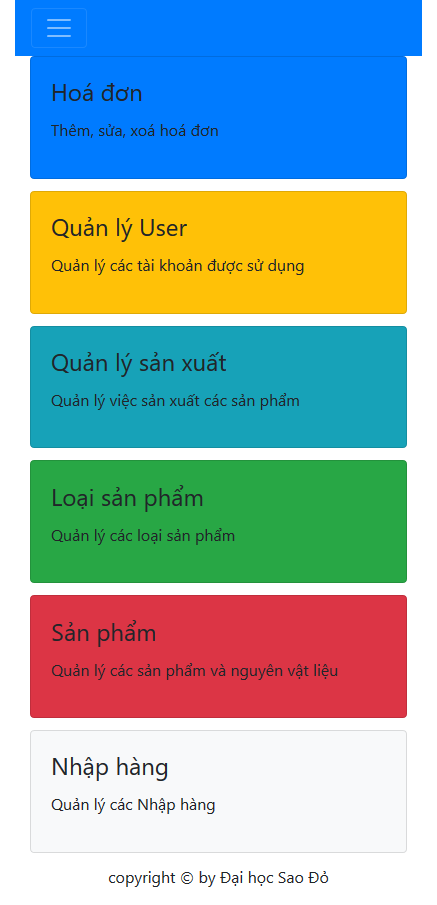 Hoá đơn
Thêm, sửa, xoá hoá đơn
Quản lý User
Quản lý các tài khoản được sử dụng
Quản lý sản xuất
Quản lý việc sản xuất các sản phẩm
Loại sản phẩm
Quản lý các loại sản phẩm
Sản phẩm
Quản lý các sản phẩm và nguyên vật liệu
Nhập hàng
Quản lý các Nhập hàng
copyright © by Đại học Sao Đỏ